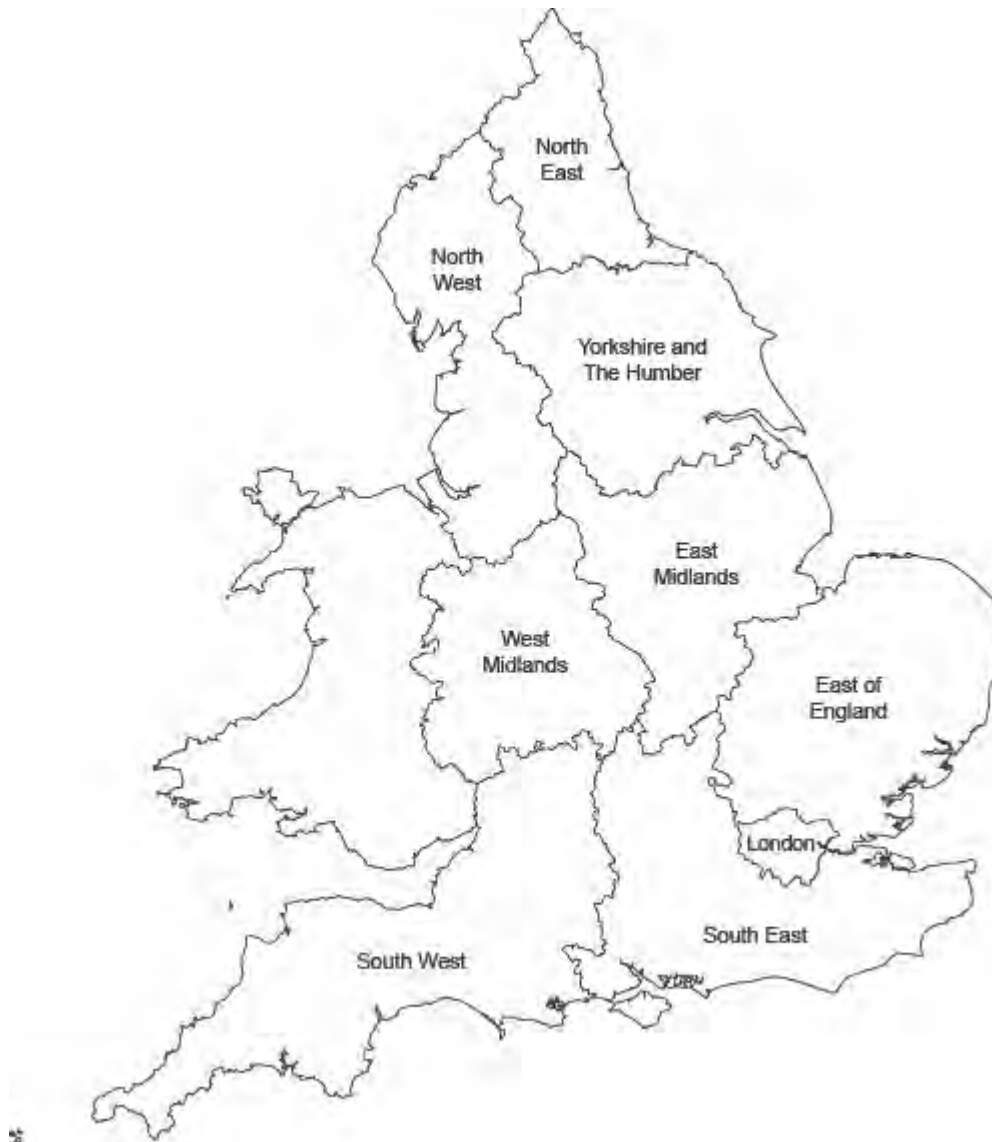 North
East
North
West
Yorkshire and
The Humber
East
Midlands
West
Midlands
East of
England
London
South East
South West